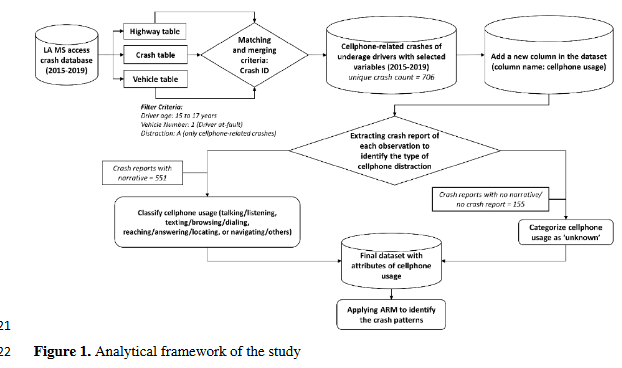 LA MS access
crash database
(2015-2019)
Highway table
Crash table
Vehicle table
Matching
and merging
criteria:
Crash ID
Filter Criteria:
Driver age: 15 to 17 years
Vehicle Number: 1 (Driver at-fault)
Distraction: A (only cellphone-related crashes)
Cellphone-related crashes of
underage drivers with selected
variables (2015-2019)
unique crash count = 706
Add a new column in the dataset
(column name: cellphone usage)
Extracting crash report of
each observation to
identify the type of
cellphone distraction
Crash reports with
narrative = 551
Crash reports with no narrative/
no crash report = 155
Classify cellphone usage (talking/listening,
texting/browsing/dialing,
reaching/answering/locating, or navigating/others)
Categorize cellphone
usage as 'unknown'
Final dataset with
attributes of cellphone
usage
Applying ARM to identify
the crash patterns
21
22 Figure 1. Analytical framework of the study